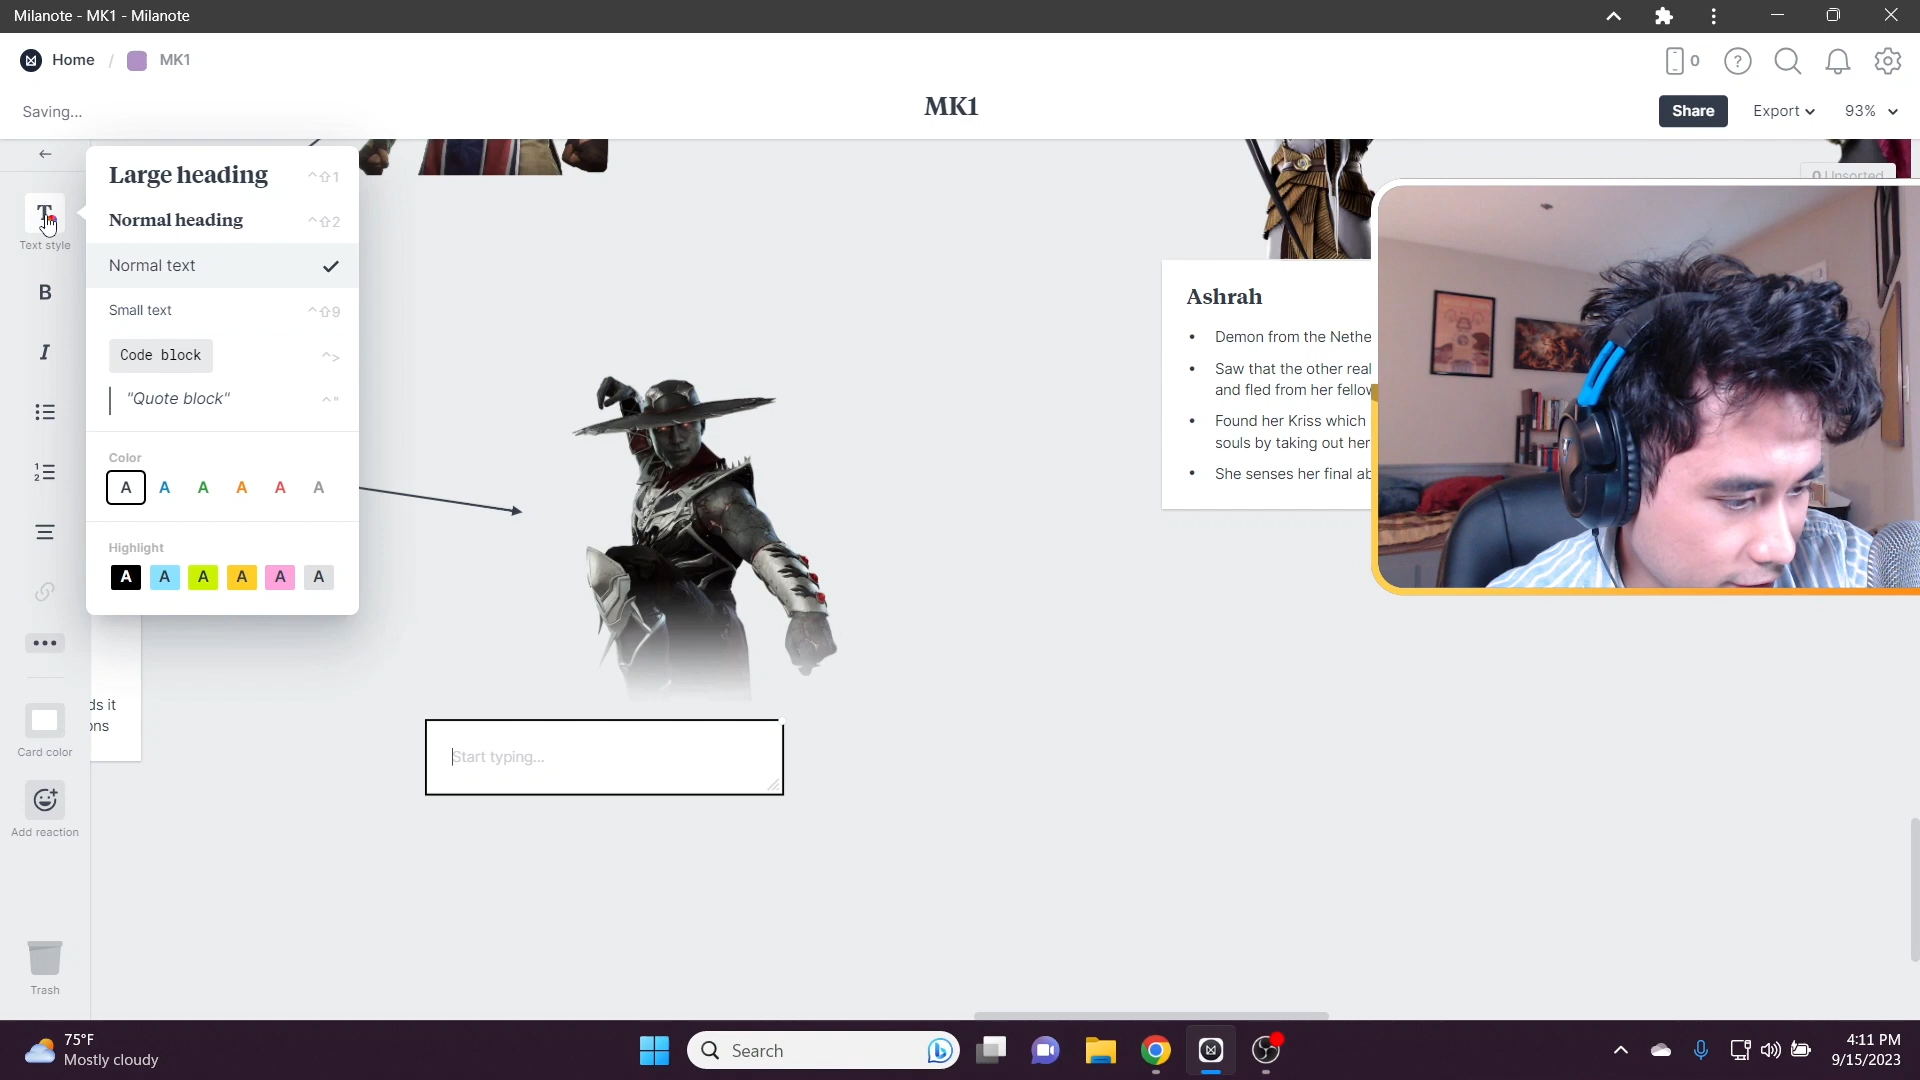 Milanote - MK1 - Milanote
Home / MK1
0
Saving...
MK1
Share
Export
93%
0 Unsorted
Text style
Large heading ^⇧1
Normal heading ^⇧2
Normal text
Small text ^⇧9
Code block ^>
"Quote block" ^"
Color
A A A A A A
Highlight
A A A A A A
B
I
Card color
Add reaction
Trash
ds it
ons
Start typing...
Ashrah
• Demon from the Nethe
• Saw that the other real
and fled from her fellow
• Found her Kriss which
souls by taking out her
• She senses her final ab
75°F
Mostly cloudy
Search
4:11 PM
9/15/2023